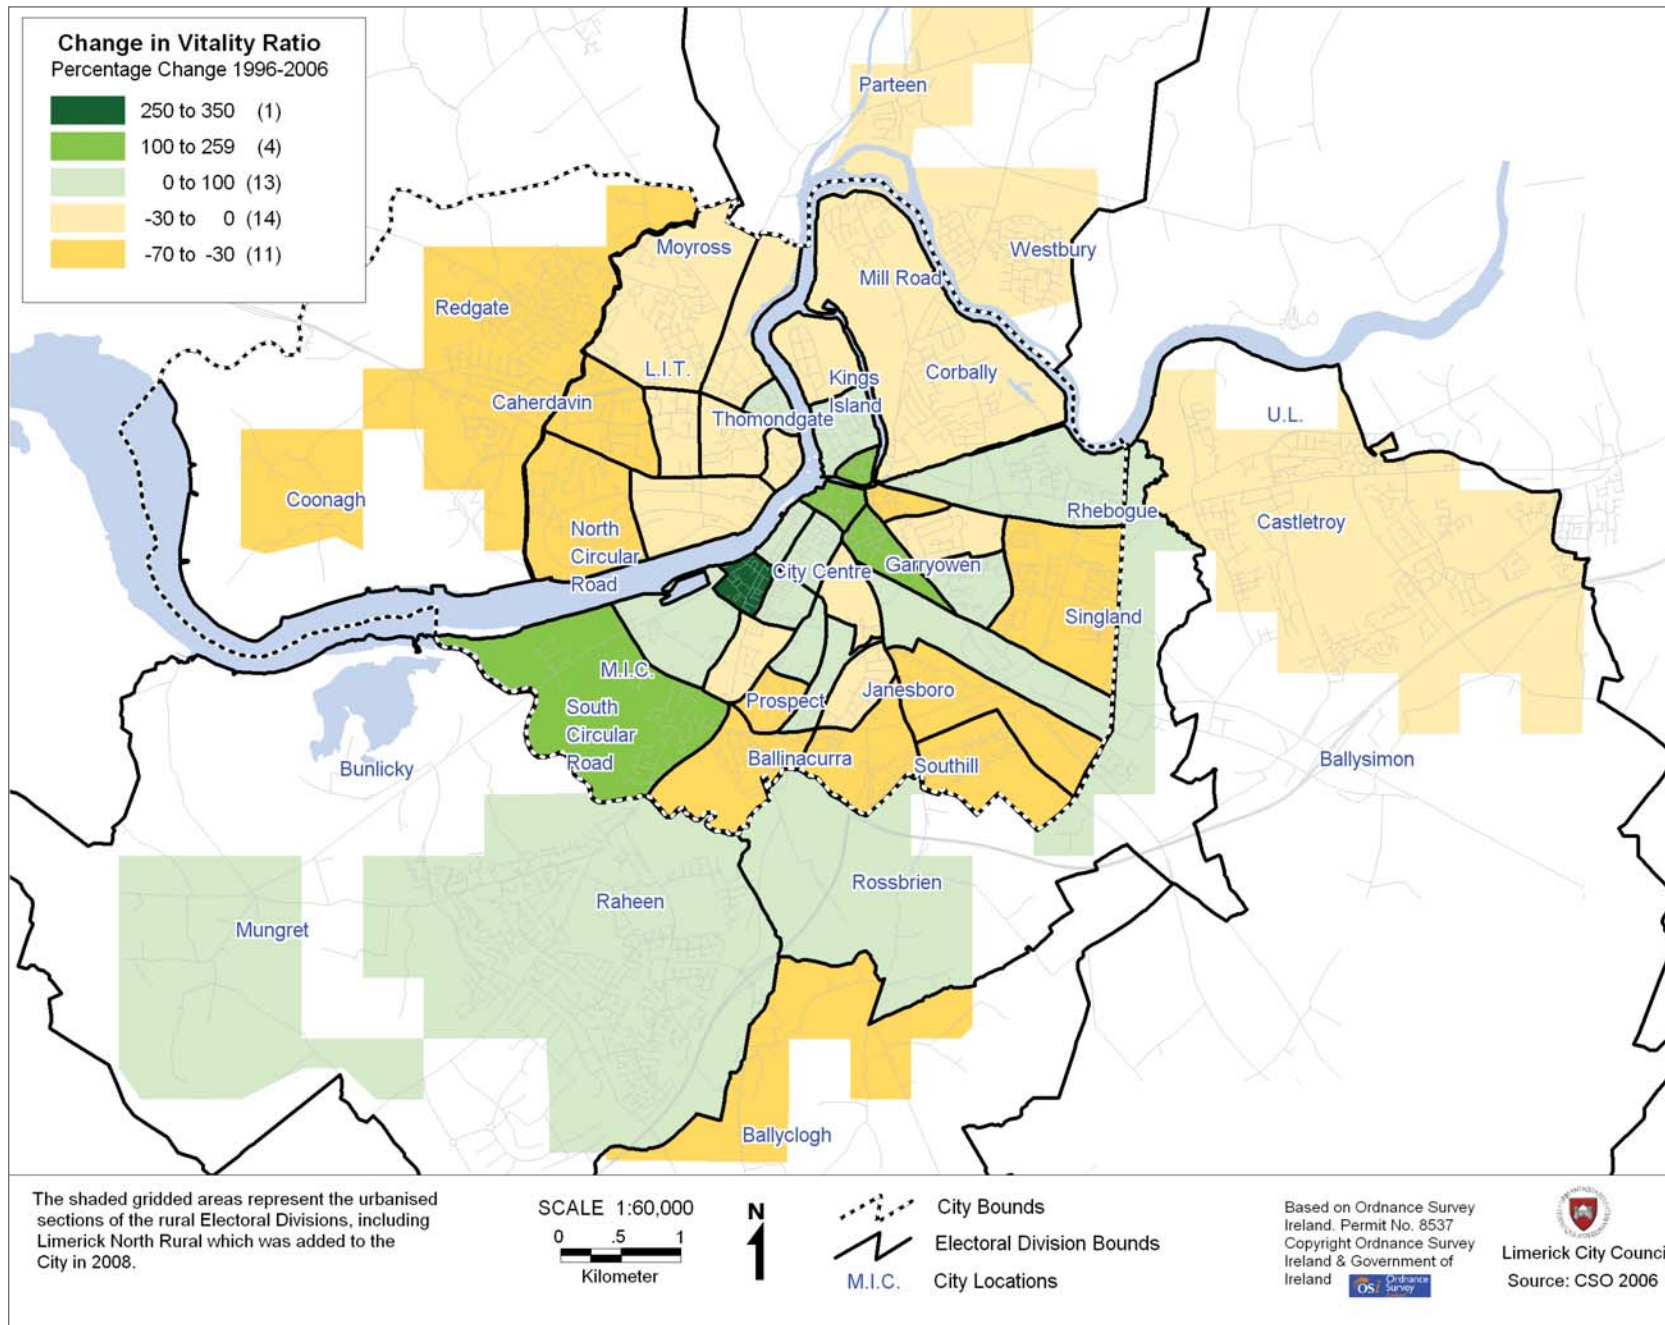 Change in Vitality Ratio
Percentage Change 1996-2006
250 to 350 (1)
100 to 259 (4)
0 to 100 (13)
-30 to 0 (14)
-70 to -30 (11)
Parteen
Moyross
Westbury
Mill Road
Redgate
L.I.T.
Kings
Island
Corbally
Caherdavin
Thomondgate
U.L.
Coonagh
Rhebogue
Castletroy
North
Circular
Road
City Centre
Garryowen
Singland
M.I.C.
South
Circular
Road
Prospect
Janesboro
Bunlicky
Ballinacurra
Southill
Ballysimon
Mungret
Raheen
Rossbrien
Ballyclogh
The shaded gridded areas represent the urbanised
sections of the rural Electoral Divisions, including
Limerick North Rural which was added to the
City in 2008.
SCALE 1:60,000
0 .5 1
Kilometer
N
City Bounds
Electoral Division Bounds
M.I.C. City Locations
Based on Ordnance Survey
Ireland. Permit No. 8537
Copyright Ordnance Survey
Ireland & Government of
Ireland
OSi Ordnance
Survey
Limerick City Counci
Source: CSO 2006